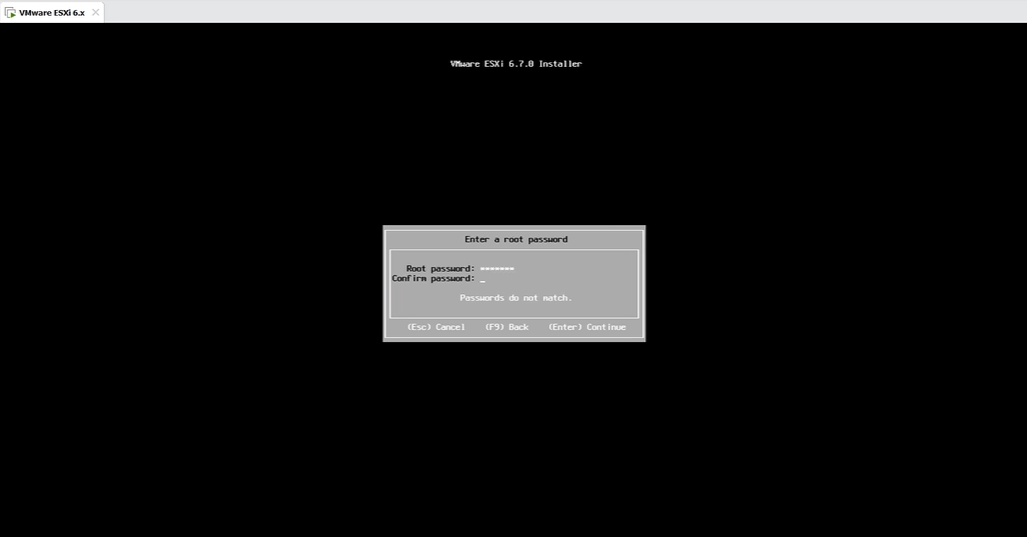 VMware ESXi 6.x
VMware ESXi 6.7.0 Installer
Enter a root password
Root password: *******
Confirm password: _
Passwords do not match.
(Esc) Cancel (F9) Back (Enter) Continue